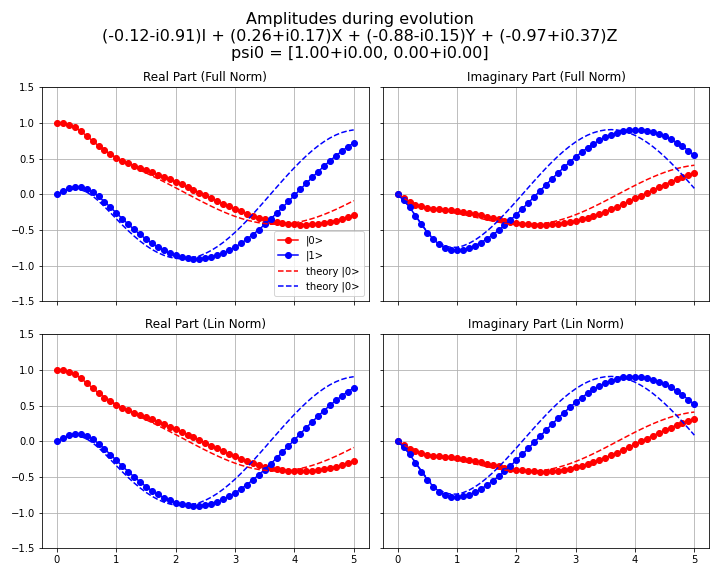 Amplitudes during evolution
(-0.12-i0.91)I + (0.26+i0.17)X + (-0.88-i0.15)Y + (-0.97+i0.37)Z
psi0 = [1.00+i0.00, 0.00+i0.00]
Real Part (Full Norm)
Imaginary Part (Full Norm)
1.5
1.0
0.5
0.0
−0.5
−1.0
−1.5
|0>
|1>
theory |0>
theory |0>
Real Part (Lin Norm)
Imaginary Part (Lin Norm)
1.5
1.0
0.5
0.0
−0.5
−1.0
−1.5
0 1 2 3 4 5
0 1 2 3 4 5